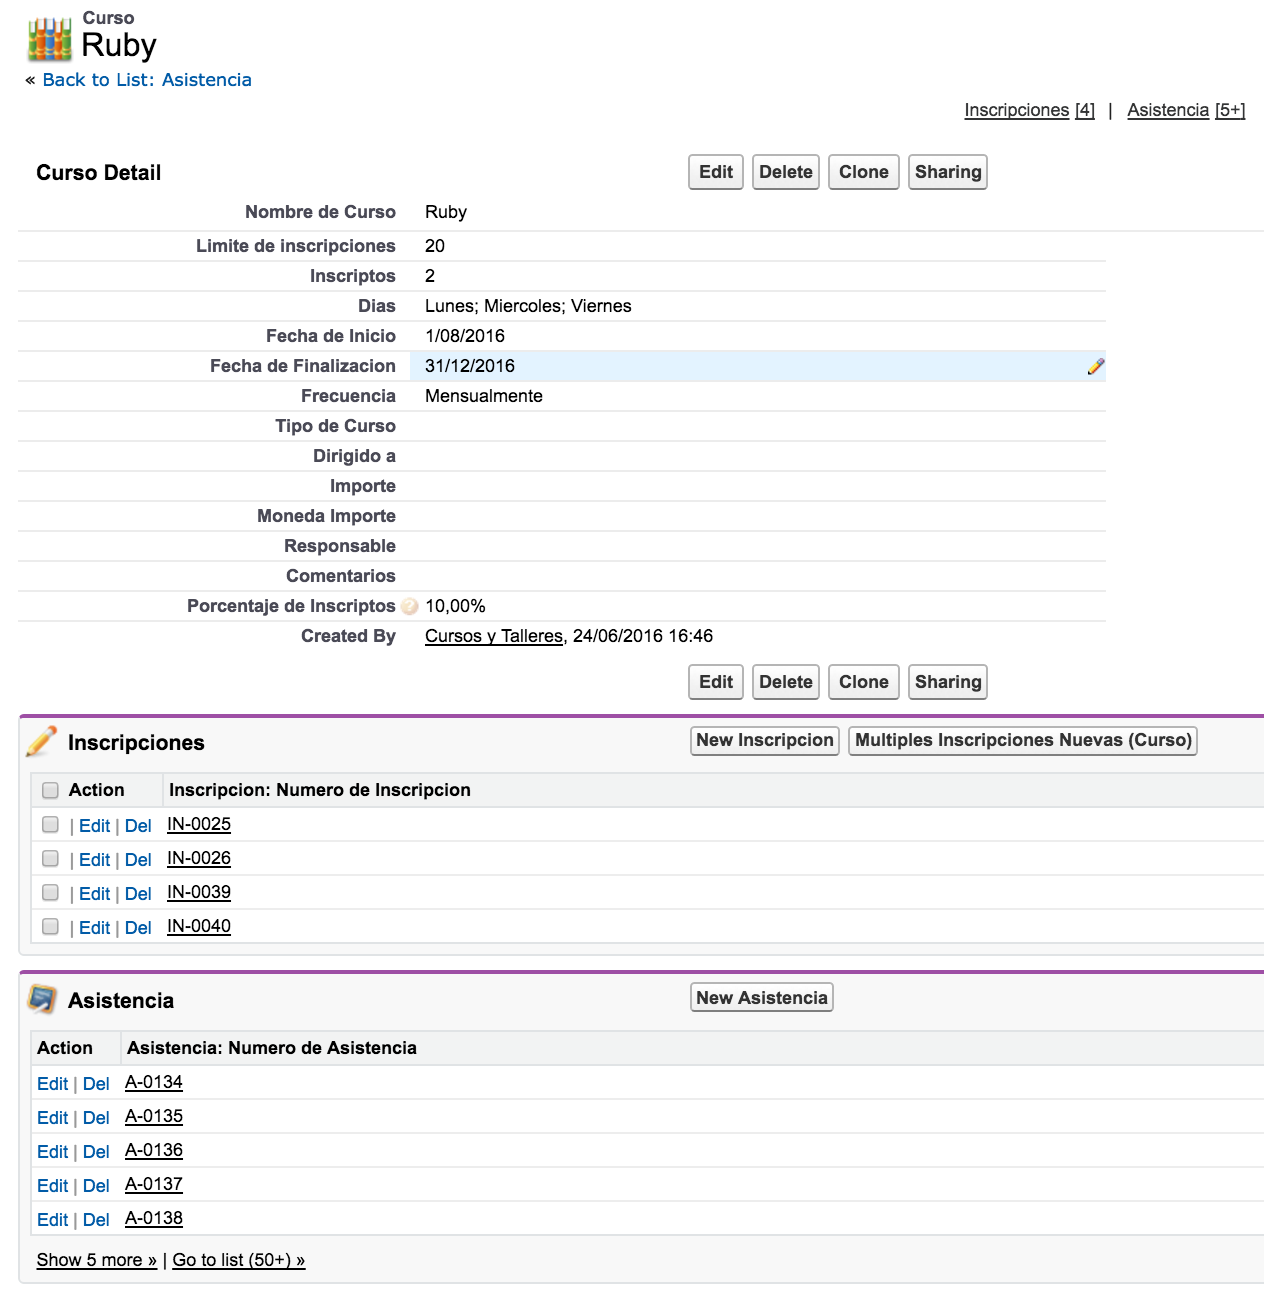 Curso
Ruby
« Back to List: Asistencia
Inscripciones [4] | Asistencia [5+]
Curso Detail Edit Delete Clone Sharing
Nombre de Curso Ruby
Limite de inscripciones 20
Inscriptos 2
Dias Lunes; Miercoles; Viernes
Fecha de Inicio 1/08/2016
Fecha de Finalizacion 31/12/2016
Frecuencia Mensualmente
Tipo de Curso
Dirigido a
Importe
Moneda Importe
Responsable
Comentarios
Porcentaje de Inscriptos ? 10,00%
Created By Cursos y Talleres, 24/06/2016 16:46
Edit Delete Clone Sharing
Inscripciones New Inscripcion Multiples Inscripciones Nuevas (Curso)
Action Inscripcion: Numero de Inscripcion
| Edit | Del IN-0025
| Edit | Del IN-0026
| Edit | Del IN-0039
| Edit | Del IN-0040
Asistencia New Asistencia
Action Asistencia: Numero de Asistencia
Edit | Del A-0134
Edit | Del A-0135
Edit | Del A-0136
Edit | Del A-0137
Edit | Del A-0138
Show 5 more » | Go to list (50+) »